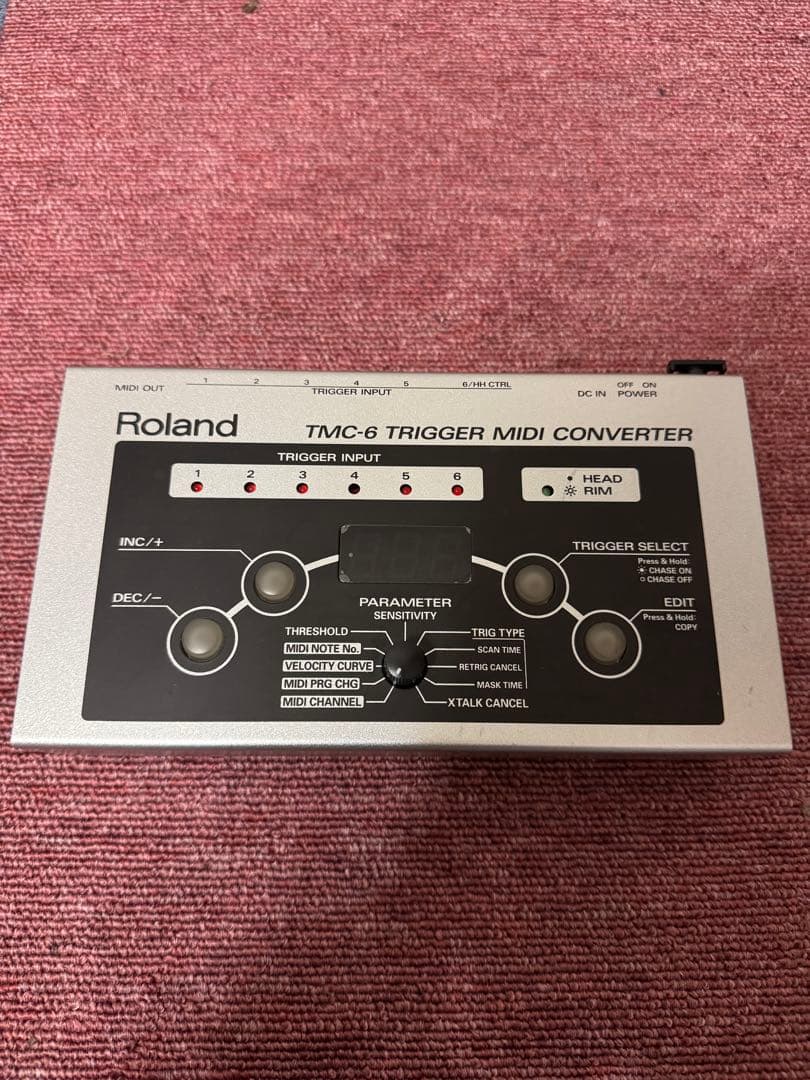 MIDI OUT
1 2 3 4 5 6/HH CTRL
TRIGGER INPUT
DC IN
OFF ON
POWER
Roland
TMC-6 TRIGGER MIDI CONVERTER
TRIGGER INPUT
1 2 3 4 5 6
HEAD
RIM
INC/+
DEC/−
TRIGGER SELECT
Press & Hold:
CHASE ON
CHASE OFF
EDIT
Press & Hold:
COPY
PARAMETER
SENSITIVITY
THRESHOLD
MIDI NOTE No.
VELOCITY CURVE
MIDI PRG CHG
MIDI CHANNEL
TRIG TYPE
SCAN TIME
RETRIG CANCEL
MASK TIME
XTALK CANCEL